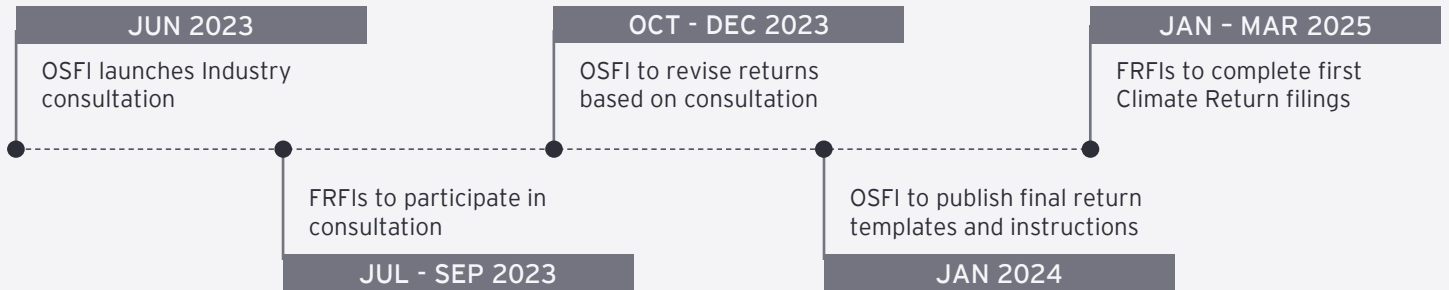 JUN 2023
OSFI launches Industry
consultation
FRFIs to participate in
consultation
JUL - SEP 2023
OCT - DEC 2023
OSFI to revise returns
based on consultation
OSFI to publish final return
templates and instructions
JAN 2024
JAN – MAR 2025
FRFIs to complete first
Climate Return filings